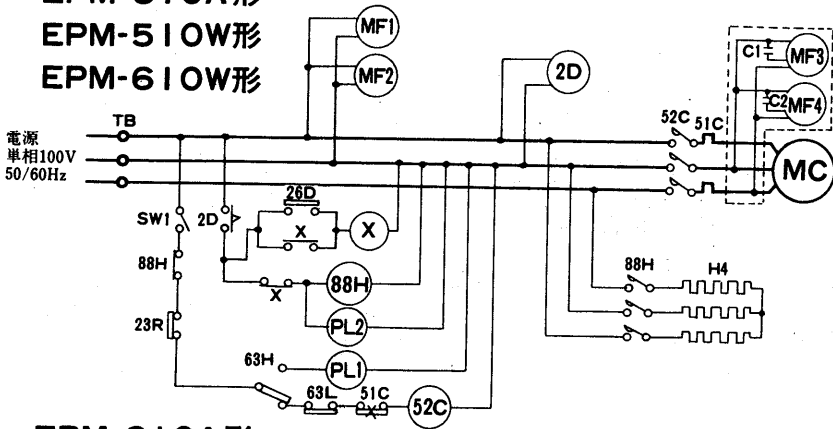 EPM-510W形
EPM-610W形
MF1
MF2
2D
C1
MF3
C2
MF4
TB
52C
51C
電源
単相100V
50/60Hz
MC
SW1
2D
26D
X
X
88H
X
88H
88H
H4
PL2
23R
63H
PL1
63L
51C
52C